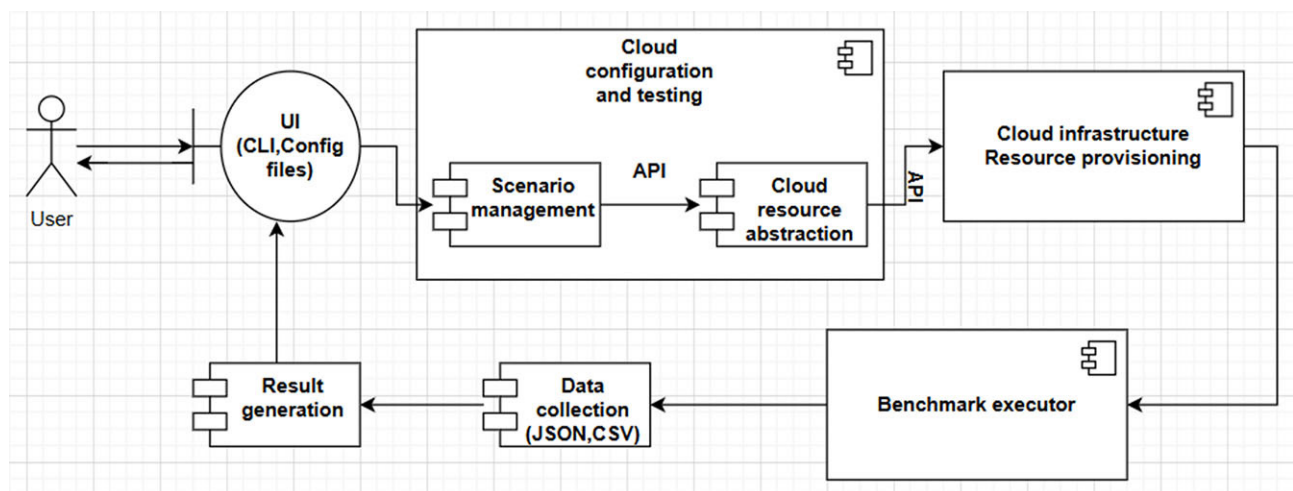 Cloud
configuration
and testing
UI
(CLI,Config
files)
User
Scenario
management
API
Cloud
resource
abstraction
API
Cloud infrastructure
Resource provisioning
Result
generation
Data
collection
(JSON,CSV)
Benchmark executor